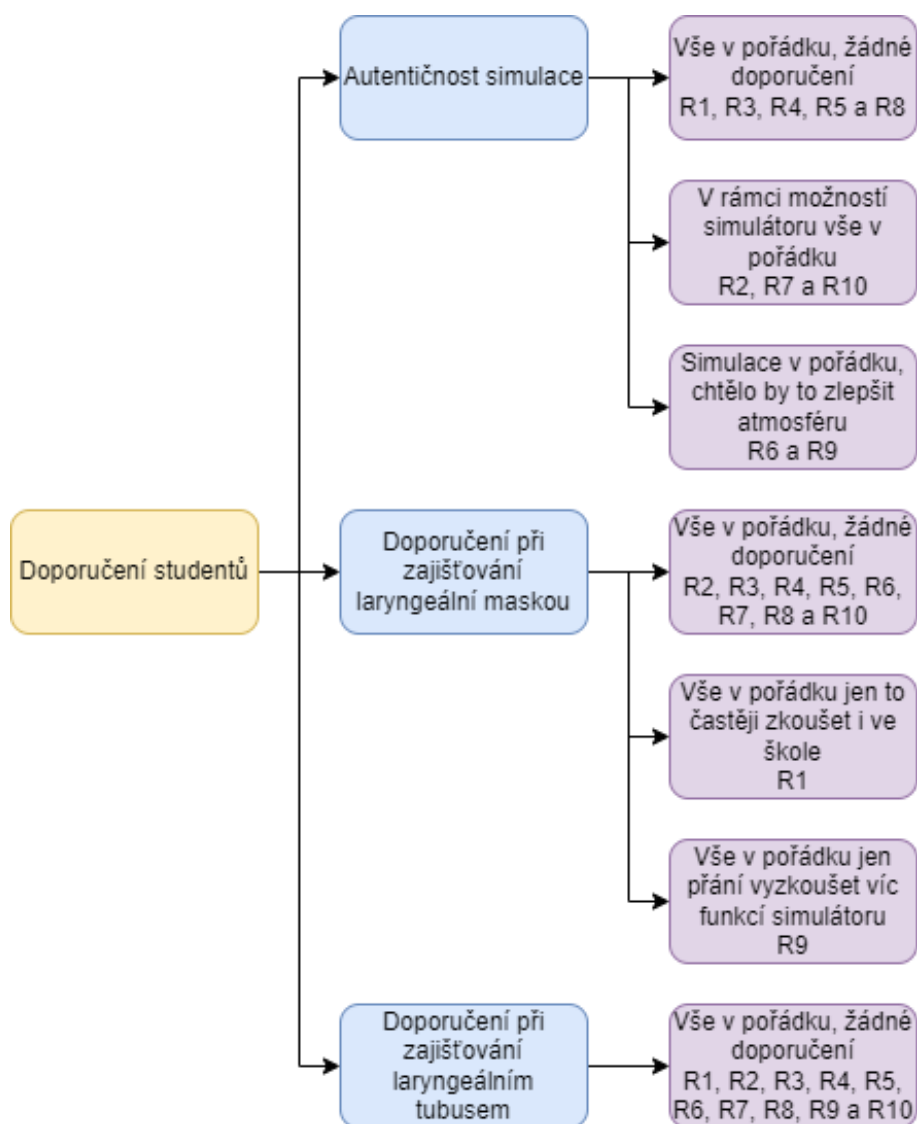 Autentičnost simulace
Vše v pořádku, žádné
doporučení
R1, R3, R4, R5 a R8
V rámci možností
simulátoru vše v
pořádku
R2, R7 a R10
Simulace v pořádku,
chtělo by to zlepšit
atmosféru
R6 a R9
Doporučení studentů
Doporučení při
zajišťování
laryngeální maskou
Vše v pořádku, žádné
doporučení
R2, R3, R4, R5, R6,
R7, R8 a R10
Vše v pořádku jen to
častěji zkoušet i ve
škole
R1
Vše v pořádku jen
přání vyzkoušet víc
funkcí simulátoru
R9
Doporučení při
zajišťování
laryngeálním
tubusem
Vše v pořádku, žádné
doporučení
R1, R2, R3, R4, R5,
R6, R7, R8, R9 a R10